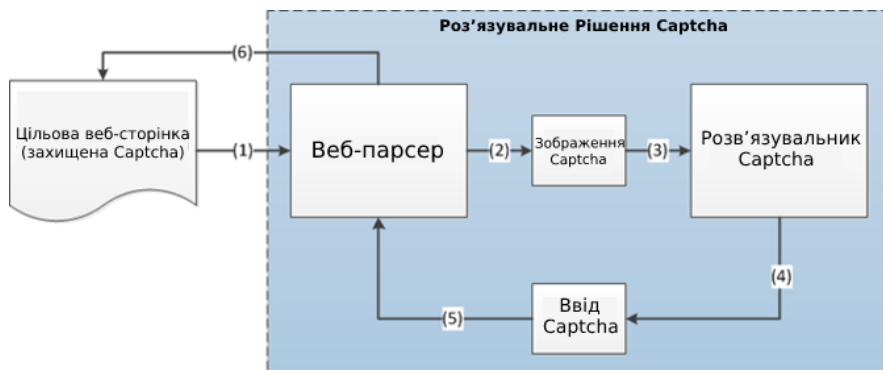 Роз’язувальне Рішення Captcha
(6)
Цільова веб-сторінка
(захищена Captcha)
(1)
Веб-парсер
(2)
Зображення
Captcha
(3)
Розв’язувальник
Captcha
(4)
Ввід
Captcha
(5)